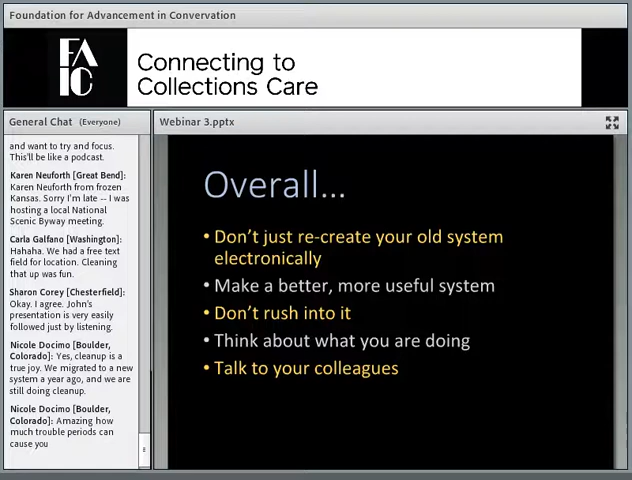 Foundation for Advancement in Convervation
FA
IC
Connecting to
Collections Care
General Chat (Everyone)
and want to try and focus.
This'll be like a podcast.
Karen Neuforth [Great Bend]:
Karen Neuforth from frozen
Kansas. Sorry I'm late -- I was
hosting a local National
Scenic Byway meeting.
Carla Galfano [Washington]:
Hahaha. We had a free text
field for location. Cleaning
that up was fun.
Sharon Corey [Chesterfield]:
Okay. I agree. John's
presentation is very easily
followed just by listening.
Nicole Docimo [Boulder,
Colorado]: Yes, cleanup is a
true joy. We migrated to a new
system a year ago, and we are
still doing cleanup.
Nicole Docimo [Boulder,
Colorado]: Amazing how
much trouble periods can
cause you
Webinar 3.pptx
Overall...
• Don't just re-create your old system
electronically
• Make a better, more useful system
• Don't rush into it
• Think about what you are doing
• Talk to your colleagues